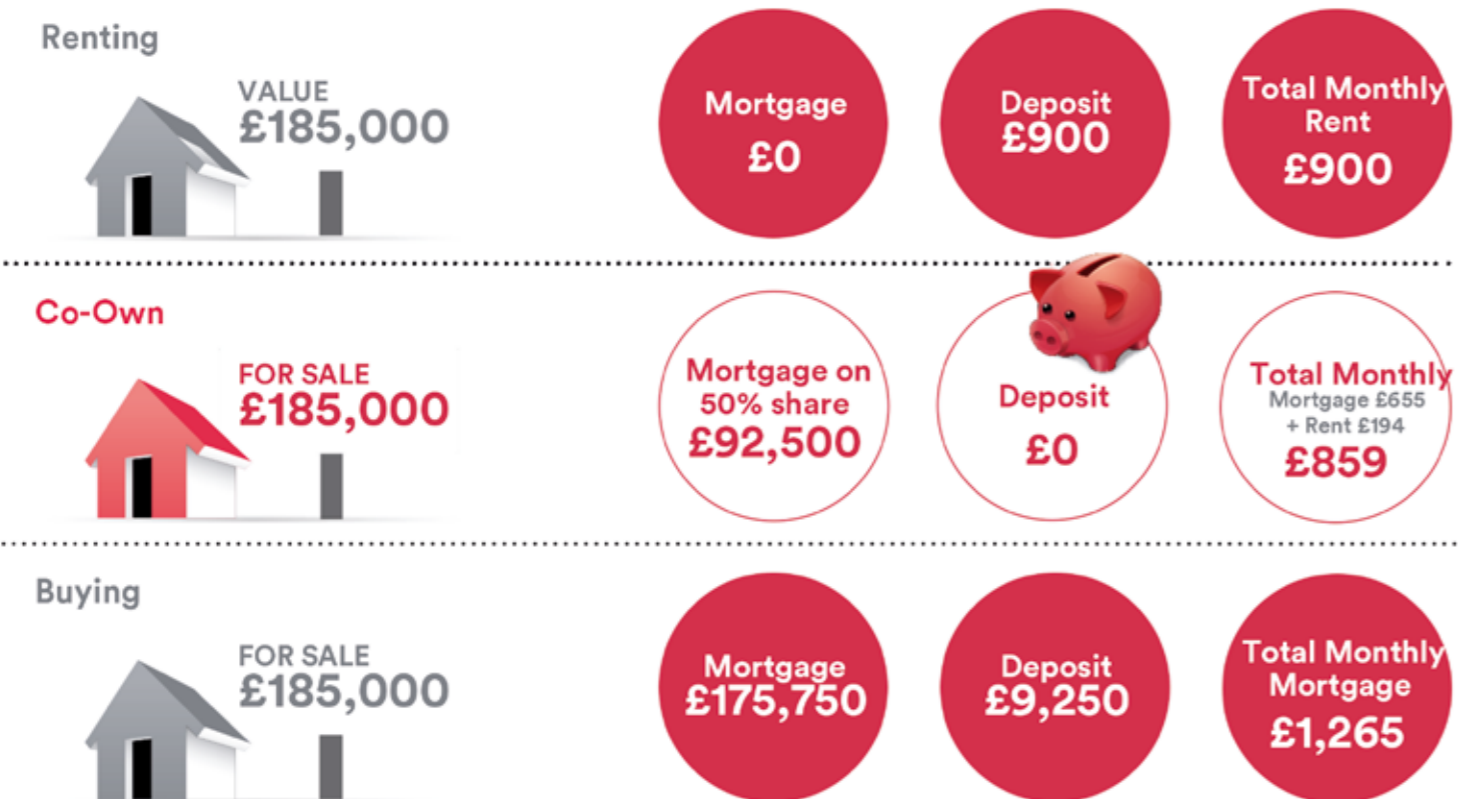 Renting
VALUE
£185,000
Mortgage
£0
Deposit
£900
Total Monthly
Rent
£900
Co-Own
FOR SALE
£185,000
Mortgage on
50% share
£92,500
Deposit
£0
Total Monthly
Mortgage £655
+ Rent £194
£859
Buying
FOR SALE
£185,000
Mortgage
£175,750
Deposit
£9,250
Total Monthly
Mortgage
£1,265